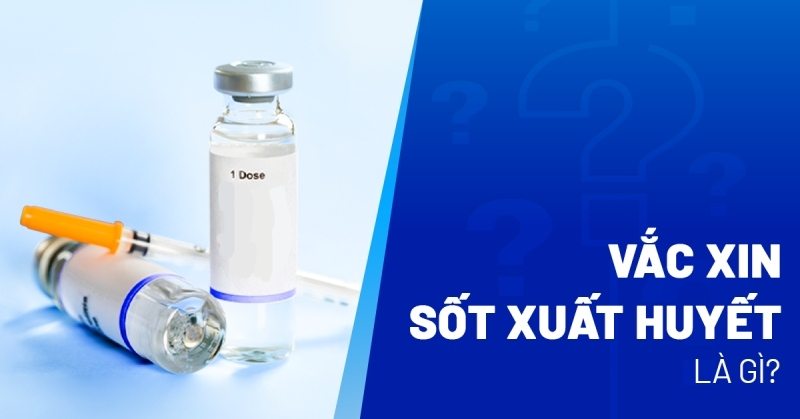 1 Dose
VẮC XIN
SỐT XUẤT HUYẾT
LÀ GÌ?